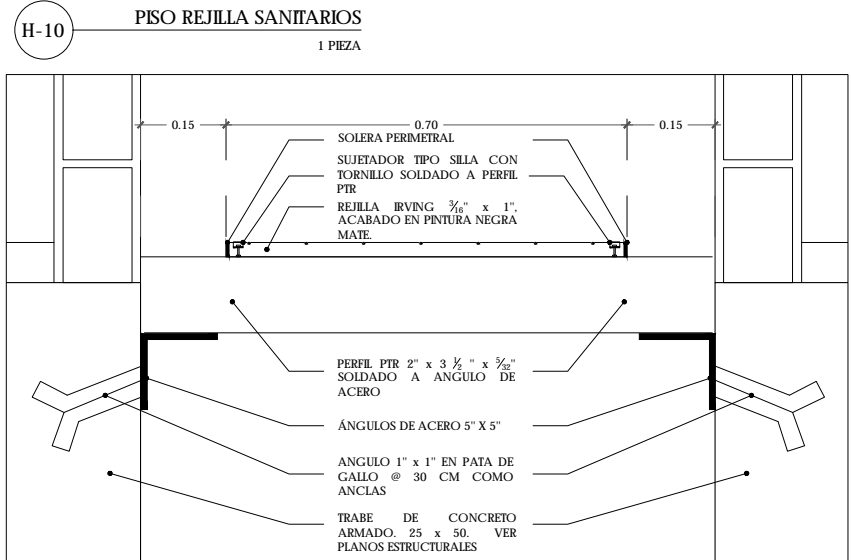 H-10
PISO REJILLA SANITARIOS
1 PIEZA
0.15
0.70
0.15
SOLERA PERIMETRAL
SUJETADOR TIPO SILLA CON
TORNILLO SOLDADO A PERFIL
PTR
REJILLA IRVING 3/16" x 1",
ACABADO EN PINTURA NEGRA
MATE.
PERFIL PTR 2" x 3 1/2 " x 5/32"
SOLDADO A ANGULO DE
ACERO
ÁNGULOS DE ACERO 5" X 5"
ANGULO 1" x 1" EN PATA DE
GALLO @ 30 CM COMO
ANCLAS
TRABE DE CONCRETO
ARMADO. 25 x 50. VER
PLANOS ESTRUCTURALES